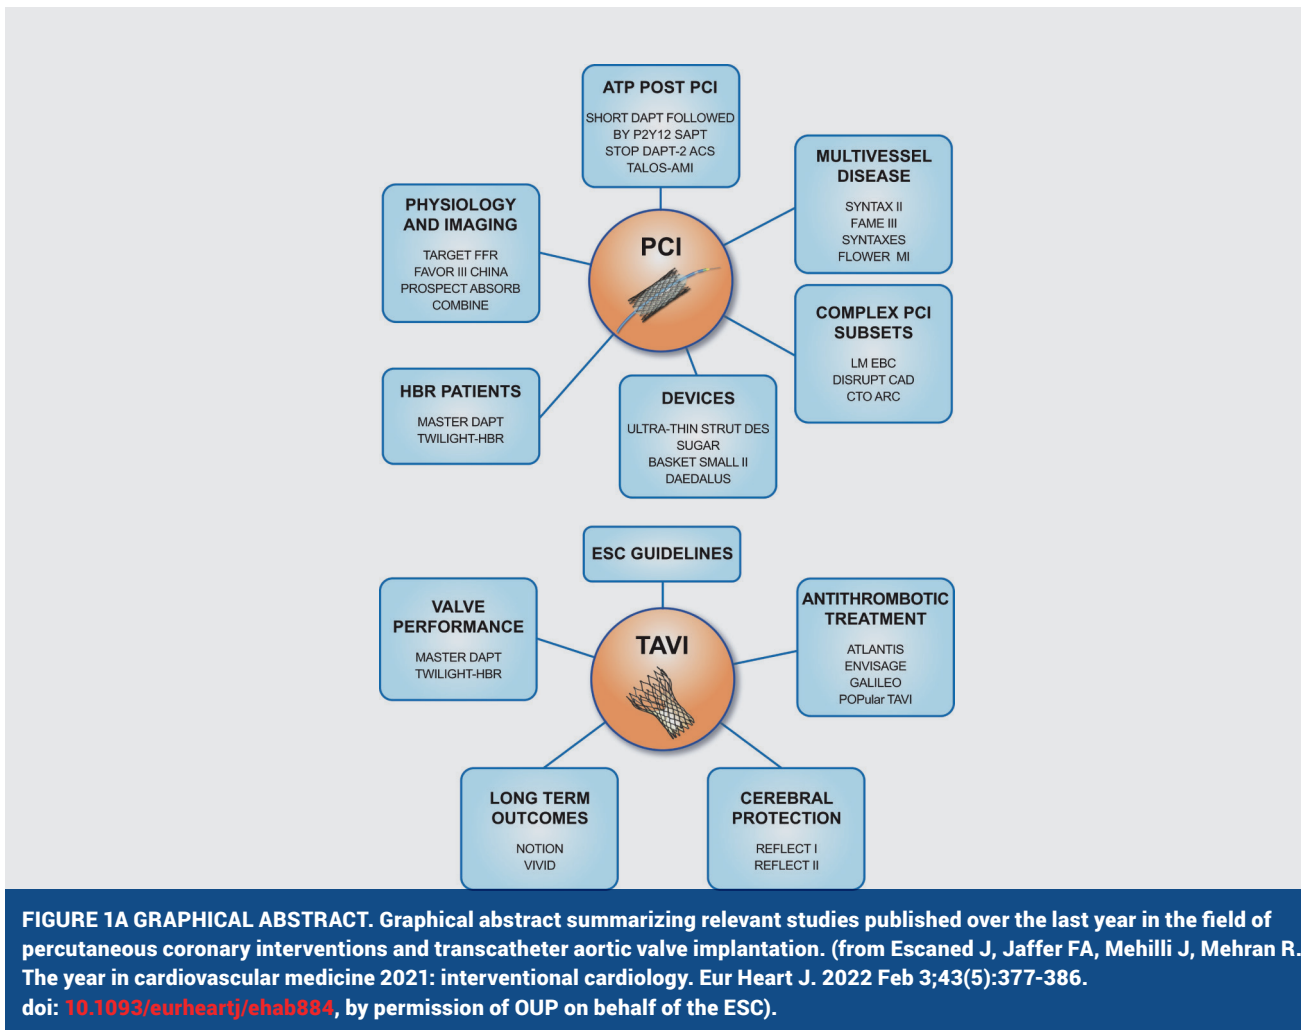 ATP POST PCI
SHORT DAPT FOLLOWED
BY P2Y12 SAPT
STOP DAPT-2 ACS
TALOS-AMI
MULTIVESSEL
DISEASE
SYNTAX II
FAME III
SYNTAXES
FLOWER MI
PHYSIOLOGY
AND IMAGING
TARGET FFR
FAVOR III CHINA
PROSPECT ABSORB
COMBINE
PCI
COMPLEX PCI
SUBSETS
LM EBC
DISRUPT CAD
CTO ARC
HBR PATIENTS
MASTER DAPT
TWILIGHT-HBR
DEVICES
ULTRA-THIN STRUT DES
SUGAR
BASKET SMALL II
DAEDALUS
ESC GUIDELINES
VALVE
PERFORMANCE
MASTER DAPT
TWILIGHT-HBR
TAVI
ANTITHROMBOTIC
TREATMENT
ATLANTIS
ENVISAGE
GALILEO
POPular TAVI
LONG TERM
OUTCOMES
NOTION
VIVID
CEREBRAL
PROTECTION
REFLECT I
REFLECT II
FIGURE 1A GRAPHICAL ABSTRACT. Graphical abstract summarizing relevant studies published over the last year in the field of
percutaneous coronary interventions and transcatheter aortic valve implantation. (from Escaned J, Jaffer FA, Mehilli J, Mehran R.
The year in cardiovascular medicine 2021: interventional cardiology. Eur Heart J. 2022 Feb 3;43(5):377-386.
doi: 10.1093/eurheartj/ehab884, by permission of OUP on behalf of the ESC).